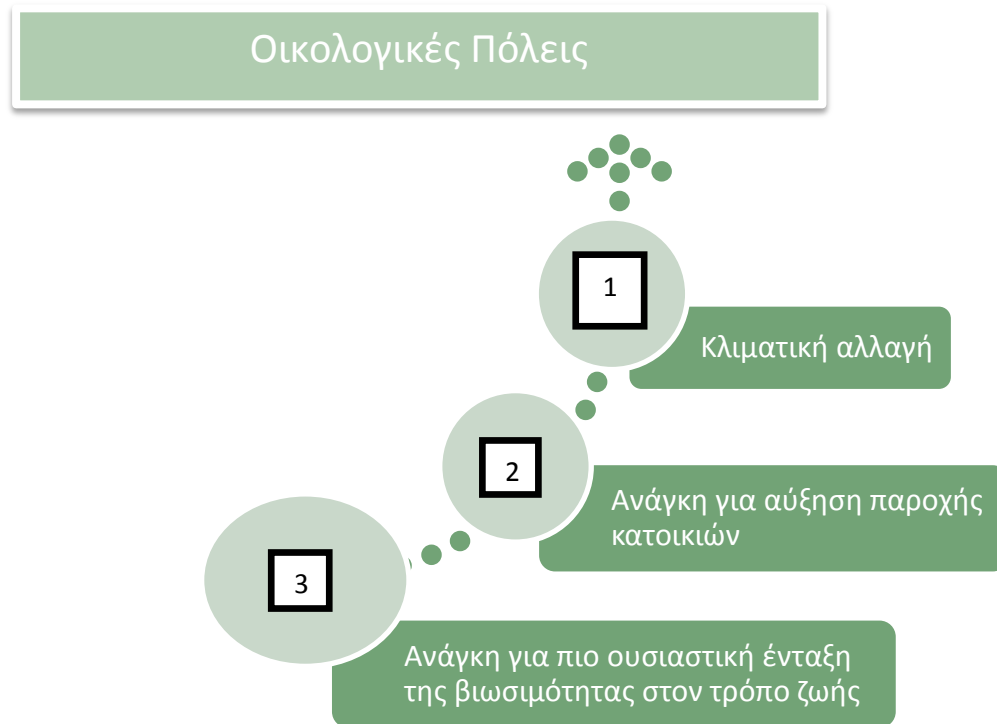 Οικολογικές Πόλεις
1
Κλιματική αλλαγή
2
Ανάγκη για αύξηση παροχής
κατοικιών
3
Ανάγκη για πιο ουσιαστική ένταξη
της βιωσιμότητας στον τρόπο ζωής